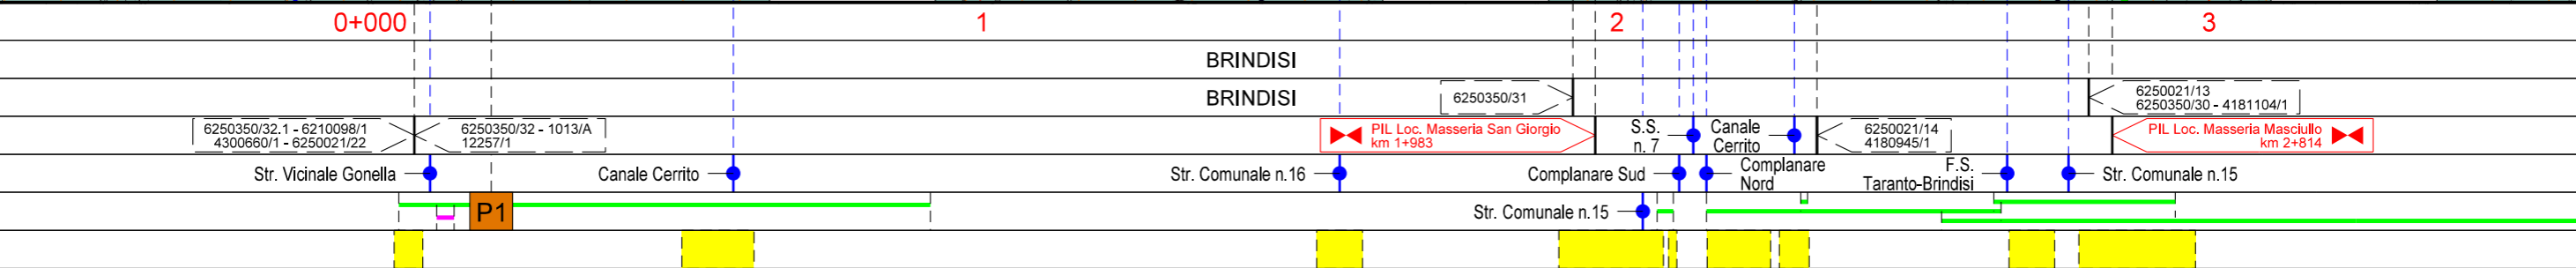 0+000 1 2 3
BRINDISI
BRINDISI
6250350/31
6250021/13
6250350/30 - 4181104/1
6250350/32.1 - 6210098/1
4300660/1 - 6250021/22
6250350/32 - 1013/A
12257/1
PIL Loc. Masseria San Giorgio
km 1+983
S.S.
n. 7
Canale
Cerrito
6250021/14
4180945/1
PIL Loc. Masseria Masciullo
km 2+814
Str. Vicinale Gonella
Canale Cerrito
Str. Comunale n.16
Complanare Sud
Complanare
Nord
F.S.
Taranto-Brindisi
Str. Comunale n.15
P1
Str. Comunale n.15